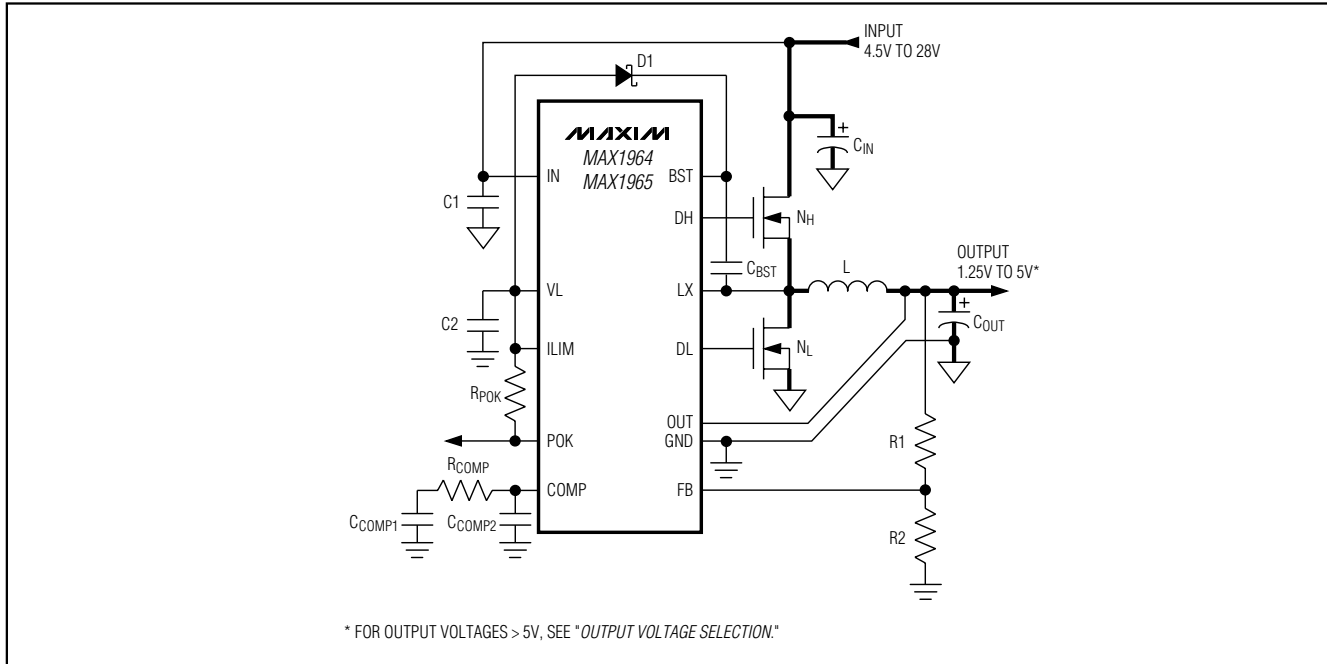 INPUT
4.5V TO 28V
D1
CIN
MAXIM
MAX1964
MAX1965
IN
BST
C1
DH
NH
CBST
OUTPUT
1.25V TO 5V*
L
VL
LX
C2
COUT
ILIM
DL
NL
RPOK
OUT
POK
GND
R1
RCOMP
COMP
FB
CCOMP1
CCOMP2
R2
+
+
* FOR OUTPUT VOLTAGES > 5V, SEE "OUTPUT VOLTAGE SELECTION."